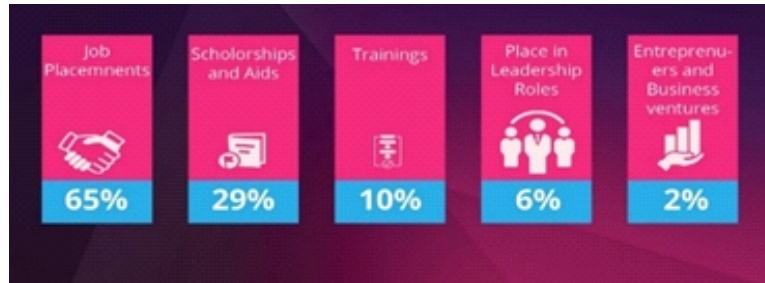 Job
Placemnents
65%
Scholorships
and Aids
29%
Trainings
10%
Place in
Leadership
Roles
6%
Entreprenu-
ers and
Business
ventures
2%